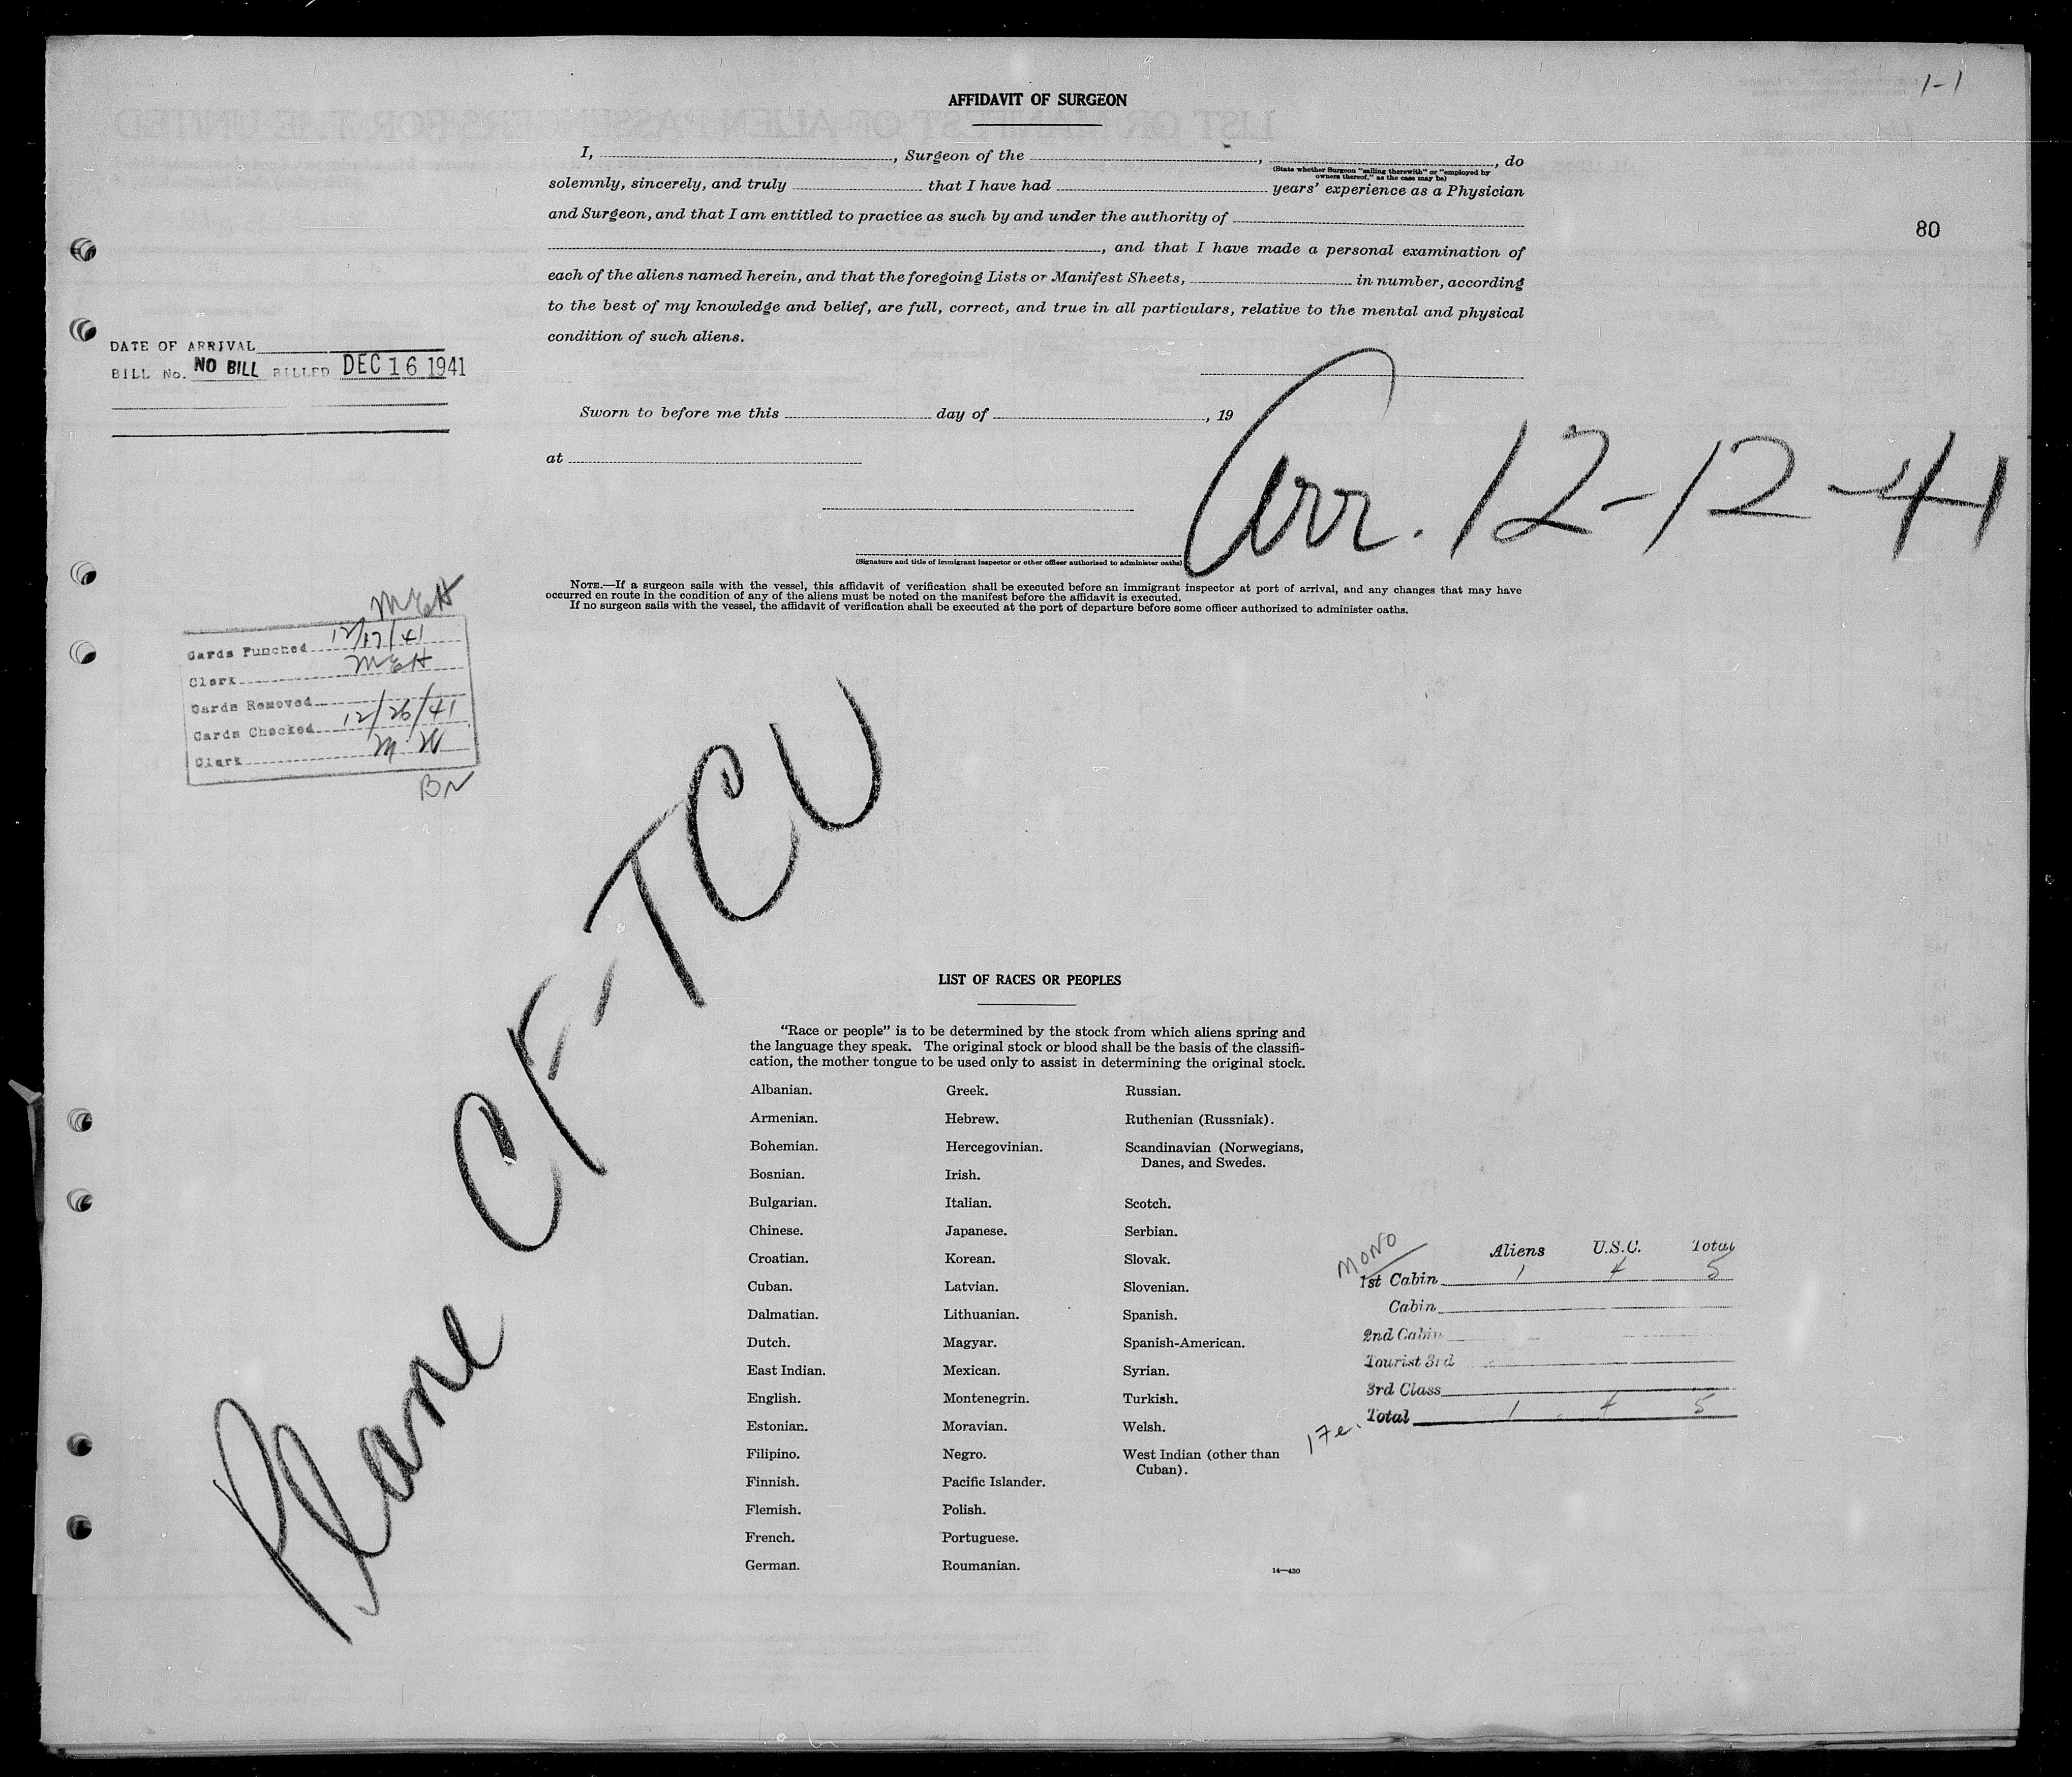 1-1
AFFIDAVIT OF SURGEON
I, , Surgeon of the , , do
(State whether Surgeon "sailing therewith" or "employed by
owners thereof," as the case may be)
solemnly, sincerely, and truly that I have had years' experience as a Physician
and Surgeon, and that I am entitled to practice as such by and under the authority of
80
, and that I have made a personal examination of
each of the aliens named herein, and that the foregoing Lists or Manifest Sheets, in number, according
to the best of my knowledge and belief, are full, correct, and true in all particulars, relative to the mental and physical
condition of such aliens.
DATE OF ARRIVAL
BILL No. NO BILL BILLED DEC 16 1941
Sworn to before me this day of , 19
at
Arr. 12-12-41
(Signature and title of immigrant inspector or other officer authorized to administer oaths)
NOTE.—If a surgeon sails with the vessel, this affidavit of verification shall be executed before an immigrant inspector at port of arrival, and any changes that may have
occurred en route in the condition of any of the aliens must be noted on the manifest before the affidavit is executed.
If no surgeon sails with the vessel, the affidavit of verification shall be executed at the port of departure before some officer authorized to administer oaths.
MEH
Cards Punched 12/17/41
Clerk MEH
Cards Removed
Cards Checked 12/26/41
Clerk M.W
BN
Plane CF-TCU
LIST OF RACES OR PEOPLES
"Race or people" is to be determined by the stock from which aliens spring and
the language they speak. The original stock or blood shall be the basis of the classifi-
cation, the mother tongue to be used only to assist in determining the original stock.
Albanian.
Armenian.
Bohemian.
Bosnian.
Bulgarian.
Chinese.
Croatian.
Cuban.
Dalmatian.
Dutch.
East Indian.
English.
Estonian.
Filipino.
Finnish.
Flemish.
French.
German.
Greek.
Hebrew.
Hercegovinian.
Irish.
Italian.
Japanese.
Korean.
Latvian.
Lithuanian.
Magyar.
Mexican.
Montenegrin.
Moravian.
Negro.
Pacific Islander.
Polish.
Portuguese.
Roumanian.
Russian.
Ruthenian (Russniak).
Scandinavian (Norwegians,
Danes, and Swedes.
Scotch.
Serbian.
Slovak.
Slovenian.
Spanish.
Spanish-American.
Syrian.
Turkish.
Welsh.
West Indian (other than
Cuban).
14—430
MONO
Aliens U.S.C. Total
1st Cabin 1 4 5
Cabin
2nd Cabin
Tourist 3rd
3rd Class
Total 1 4 5
17e.